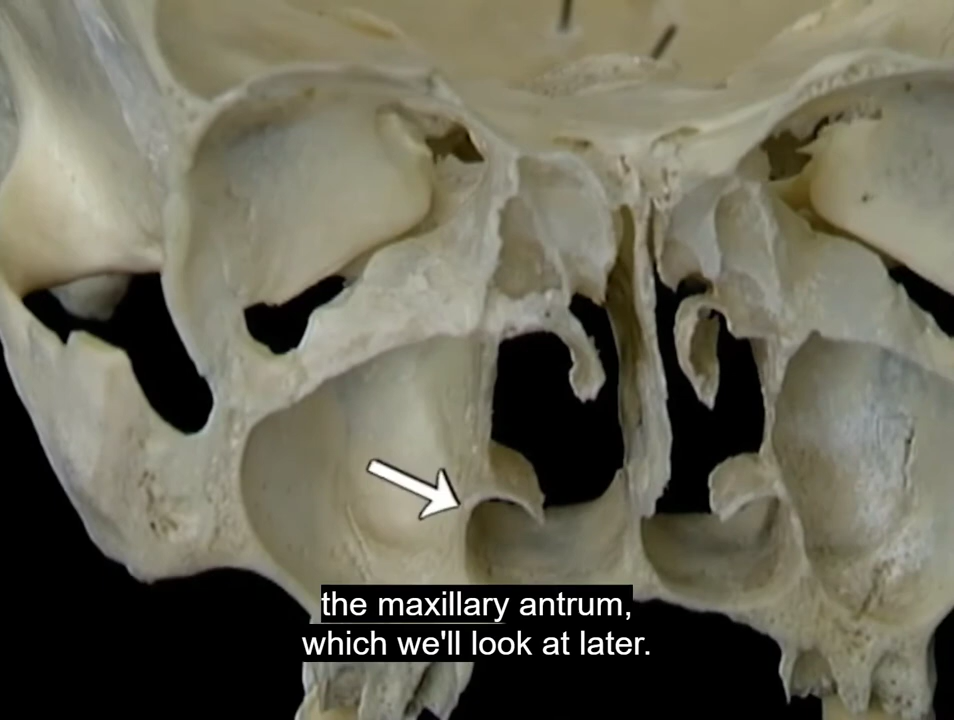 the maxillary antrum,
which we'll look at later.